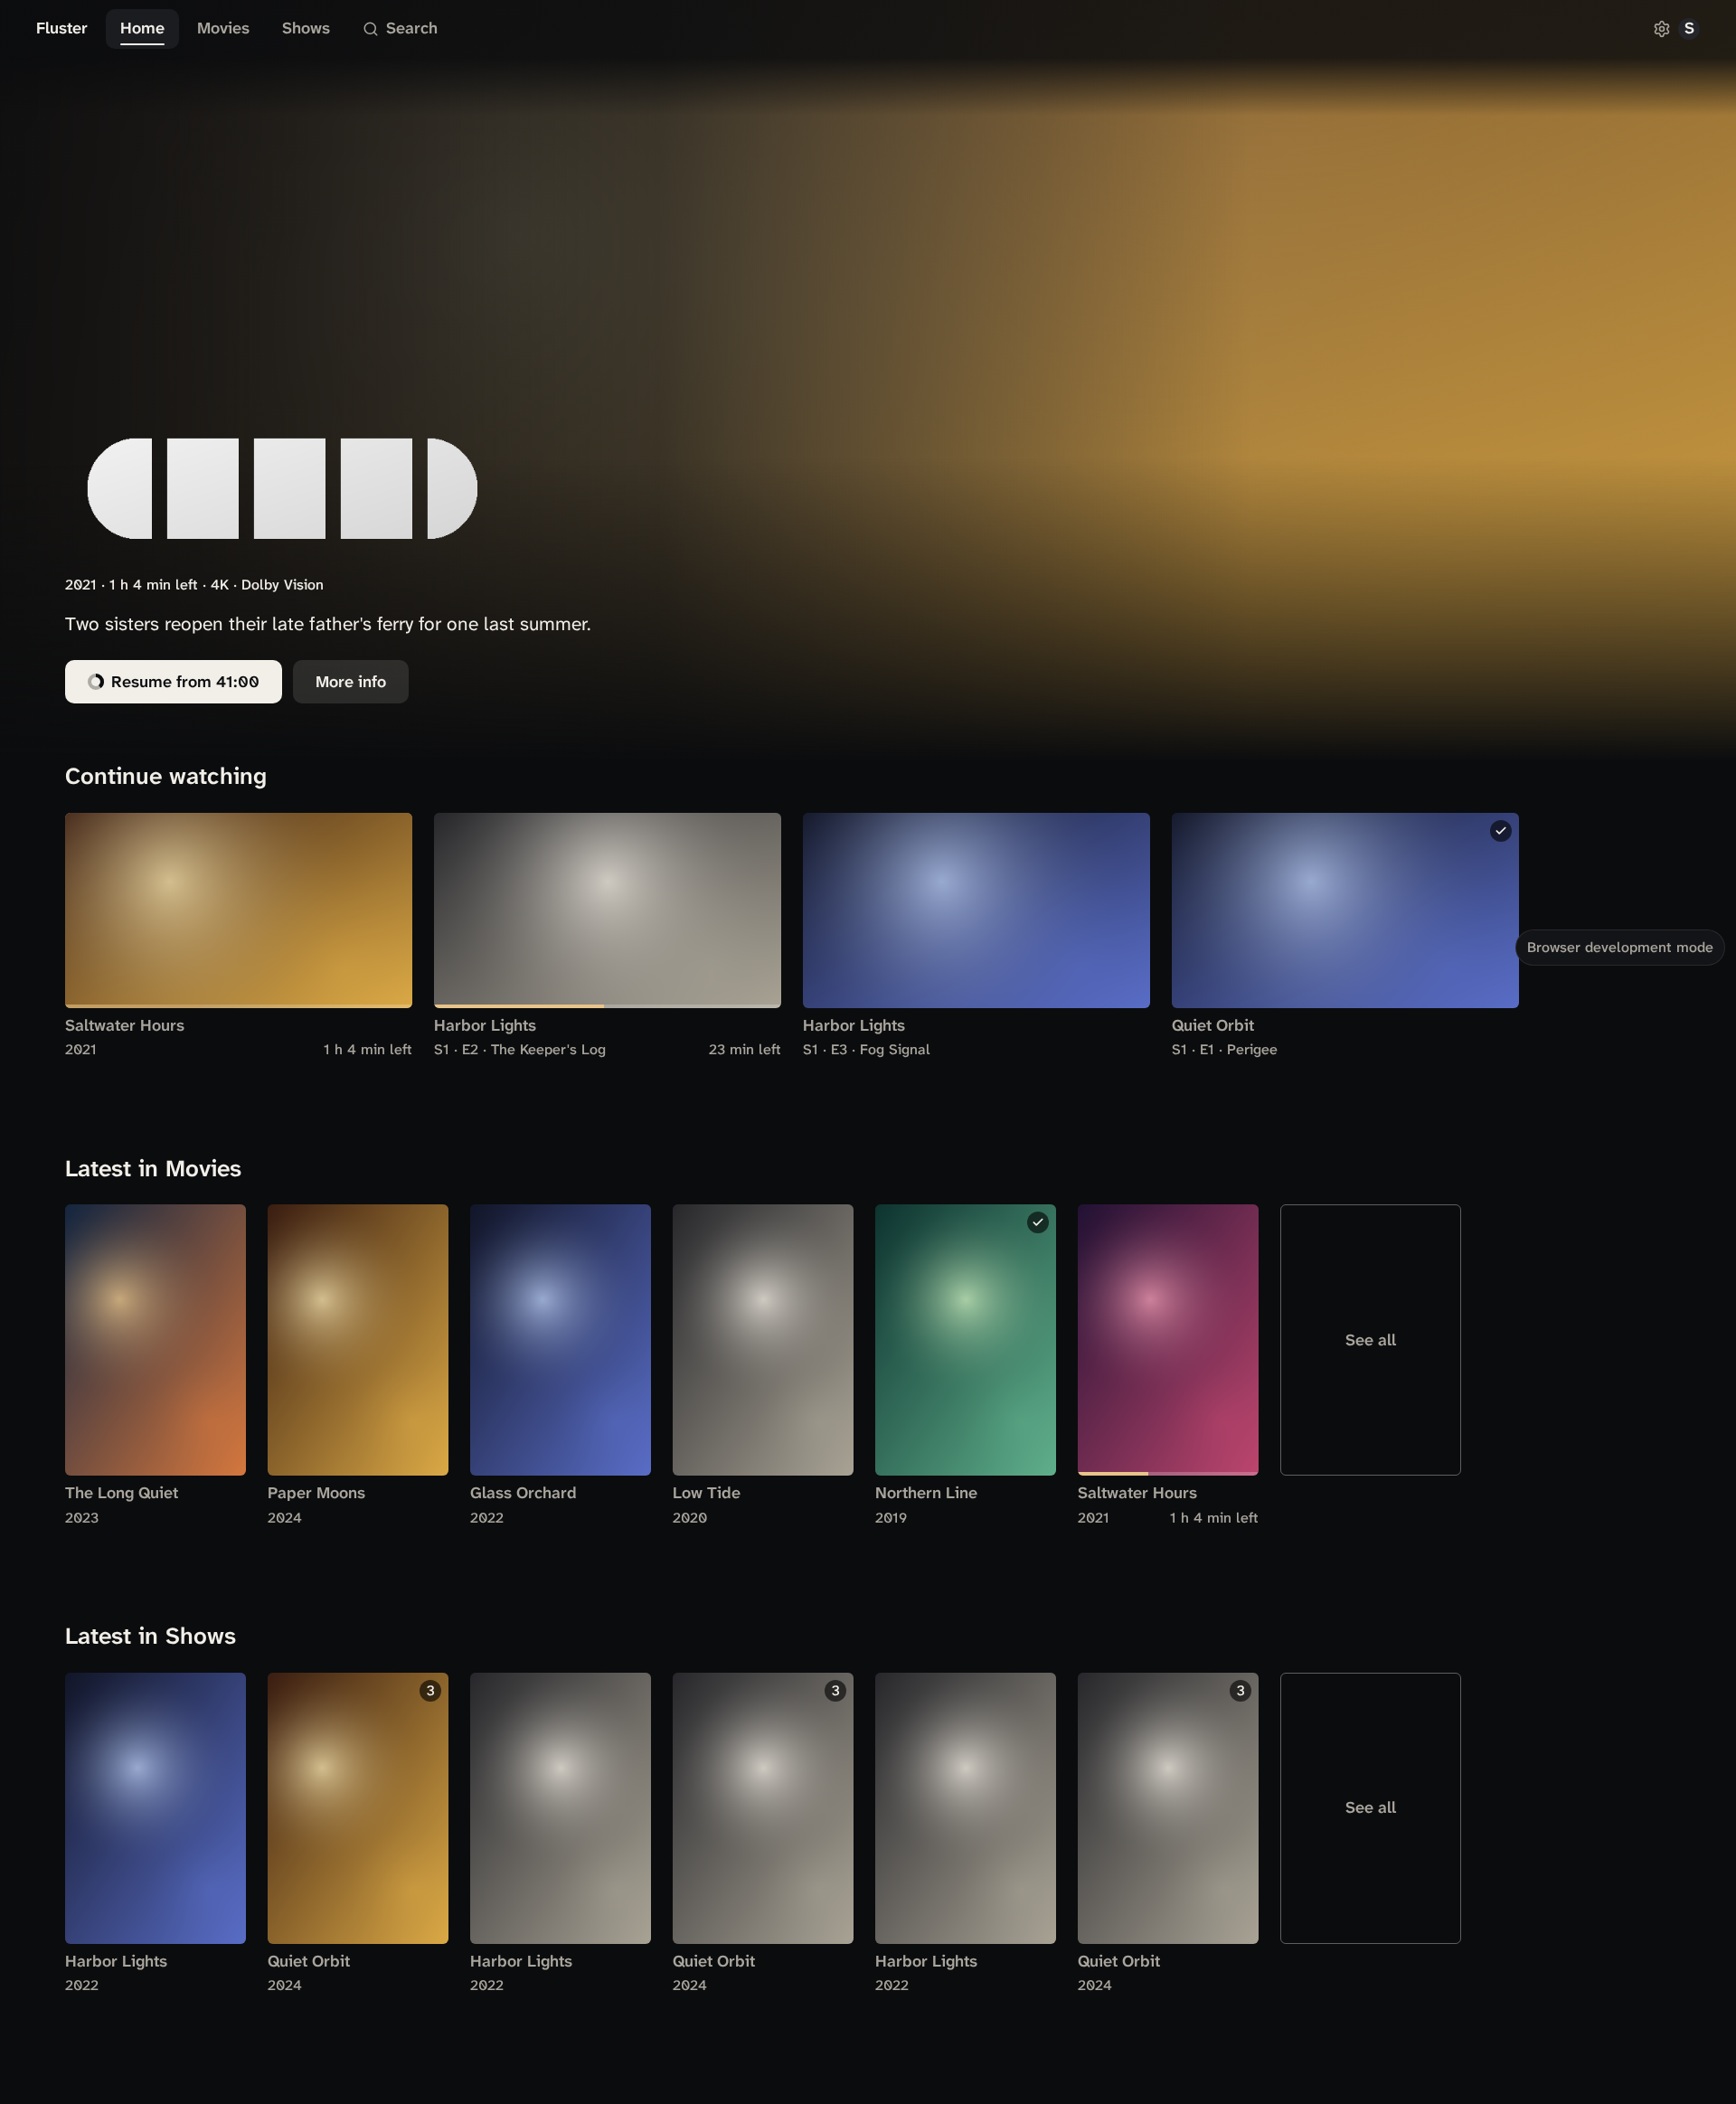 Fluster Home Movies Shows Search S
2021 · 1 h 4 min left · 4K · Dolby Vision
Two sisters reopen their late father's ferry for one last summer.
Resume from 41:00 More info
Continue watching
Browser development mode
Saltwater Hours Harbor Lights Harbor Lights Quiet Orbit
2021 1 h 4 min left S1 · E2 · The Keeper's Log 23 min left S1 · E3 · Fog Signal S1 · E1 · Perigee
Latest in Movies
See all
The Long Quiet Paper Moons Glass Orchard Low Tide Northern Line Saltwater Hours
2023 2024 2022 2020 2019 2021 1 h 4 min left
Latest in Shows
3 3 3
See all
Harbor Lights Quiet Orbit Harbor Lights Quiet Orbit Harbor Lights Quiet Orbit
2022 2024 2022 2024 2022 2024